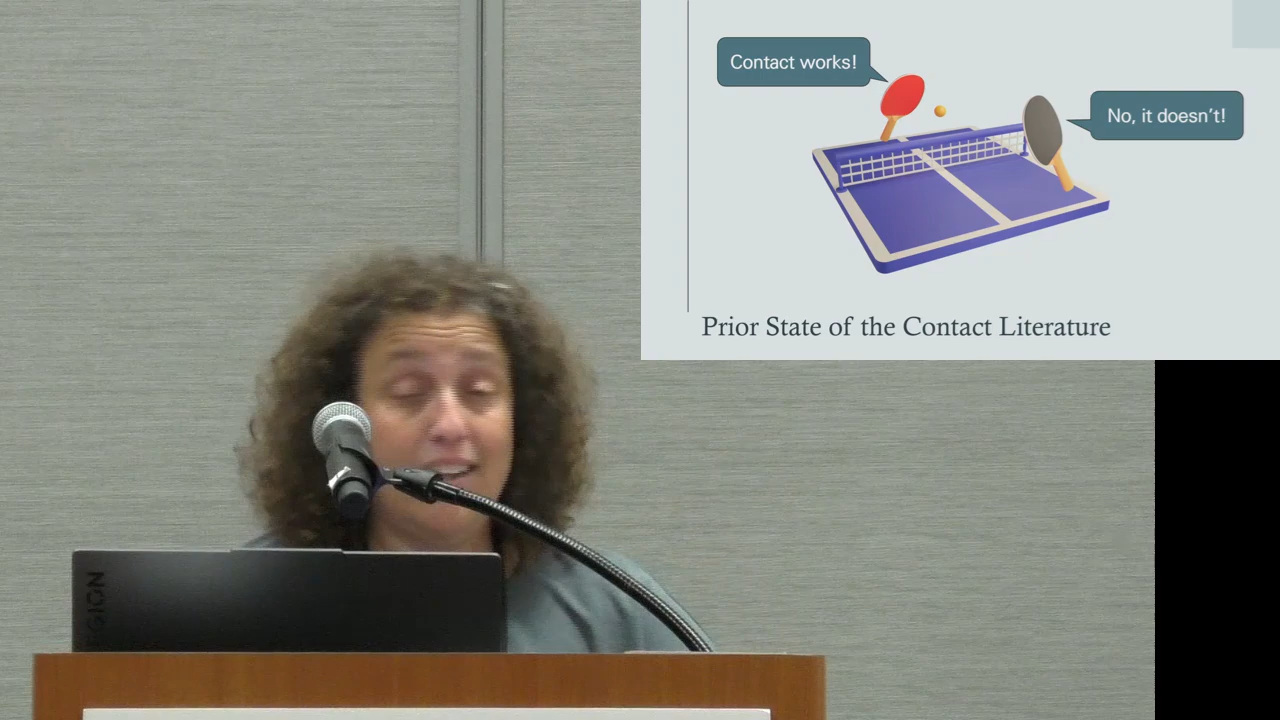 Contact works!
No, it doesn't!
Prior State of the Contact Literature